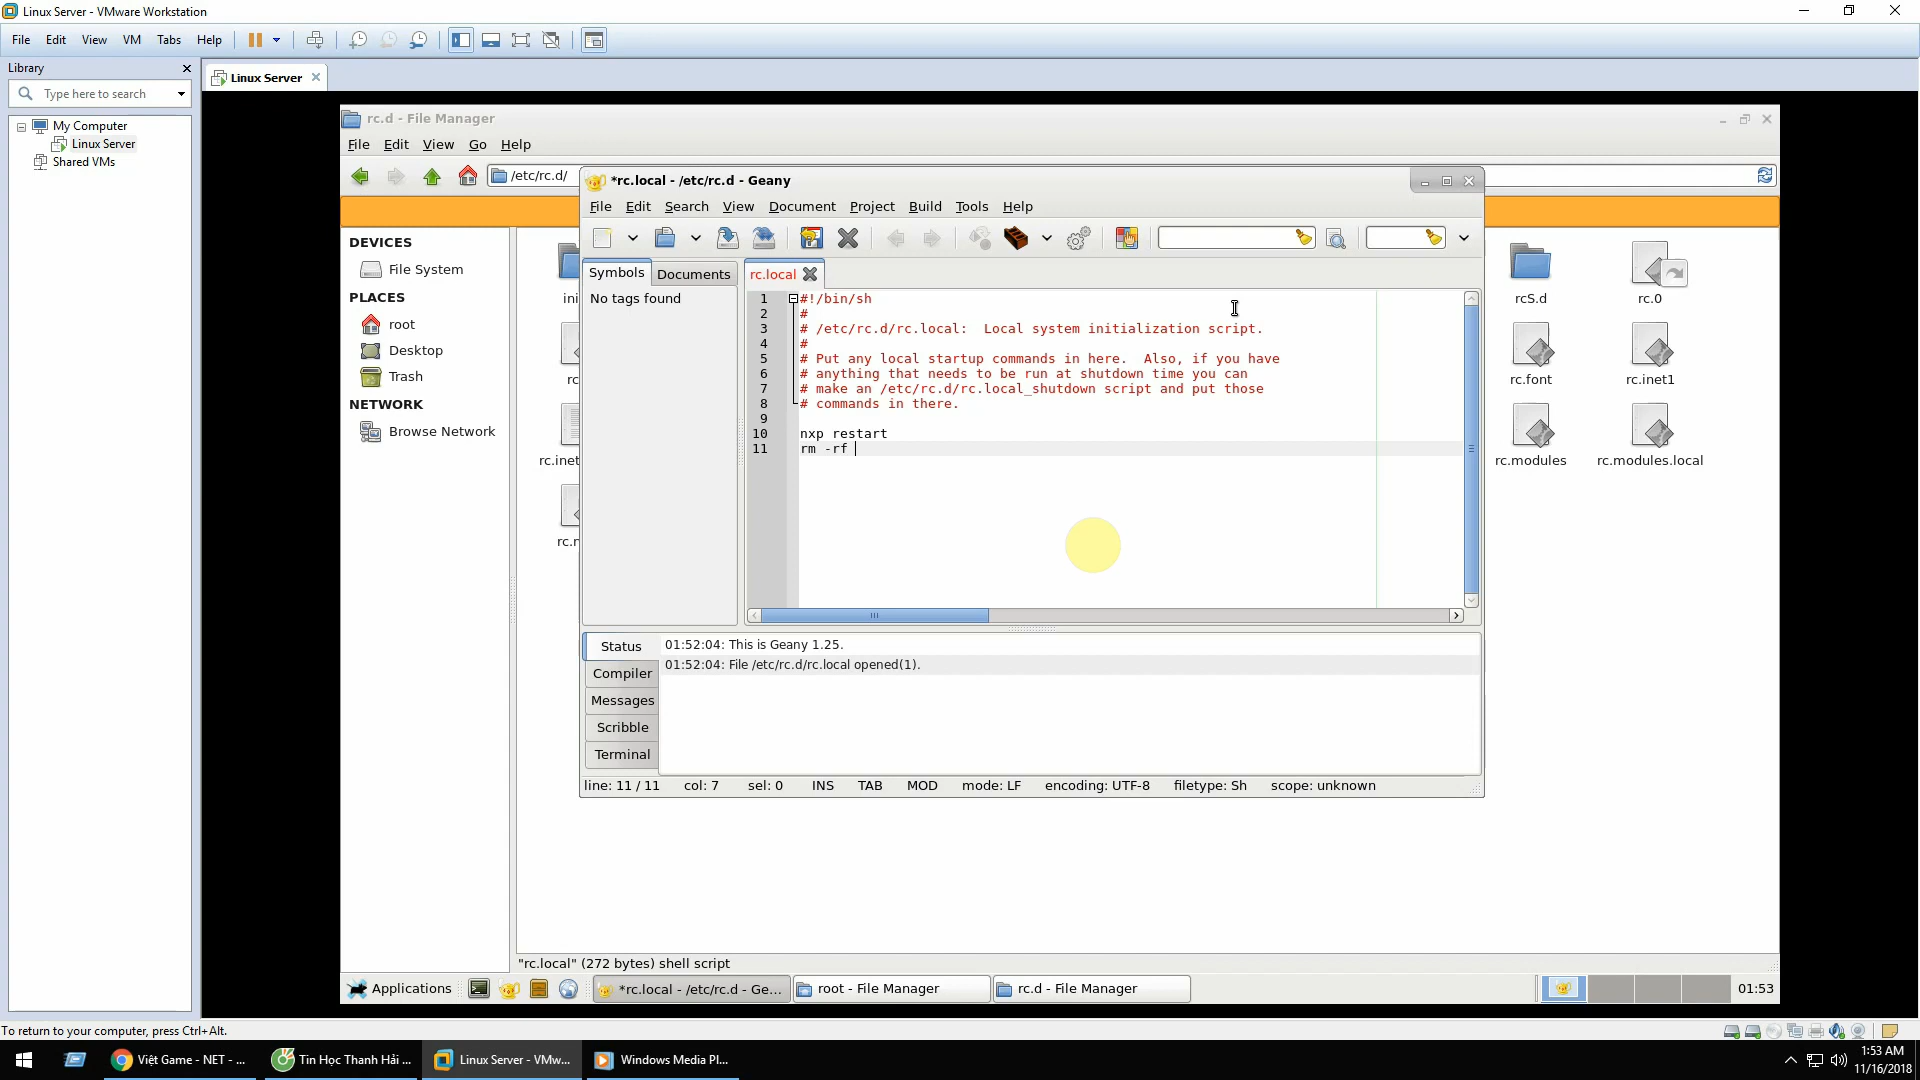 Linux Server - VMware Workstation
File Edit View VM Tabs Help
Library
Linux Server
Type here to search
My Computer
Linux Server
Shared VMs
rc.d - File Manager
File Edit View Go Help
/etc/rc.d/
*rc.local - /etc/rc.d - Geany
File Edit Search View Document Project Build Tools Help
DEVICES
File System
PLACES
root
Desktop
Trash
NETWORK
Browse Network
ini
rc
rc.inet
rc.n
Symbols Documents
No tags found
rc.local
1 #!/bin/sh
2 #
3 # /etc/rc.d/rc.local:  Local system initialization script.
4 #
5 # Put any local startup commands in here.  Also, if you have
6 # anything that needs to be run at shutdown time you can
7 # make an /etc/rc.d/rc.local_shutdown script and put those
8 # commands in there.
9
10 nxp restart
11 rm -rf
rcS.d rc.0
rc.font rc.inet1
rc.modules rc.modules.local
Status
Compiler
Messages
Scribble
Terminal
01:52:04: This is Geany 1.25.
01:52:04: File /etc/rc.d/rc.local opened(1).
line: 11 / 11 col: 7 sel: 0 INS TAB MOD mode: LF encoding: UTF-8 filetype: Sh scope: unknown
"rc.local" (272 bytes) shell script
Applications *rc.local - /etc/rc.d - Ge... root - File Manager rc.d - File Manager 01:53
To return to your computer, press Ctrl+Alt.
Việt Game - NET - ... Tin Học Thanh Hải ... Linux Server - VMw... Windows Media Pl...
1:53 AM
11/16/2018